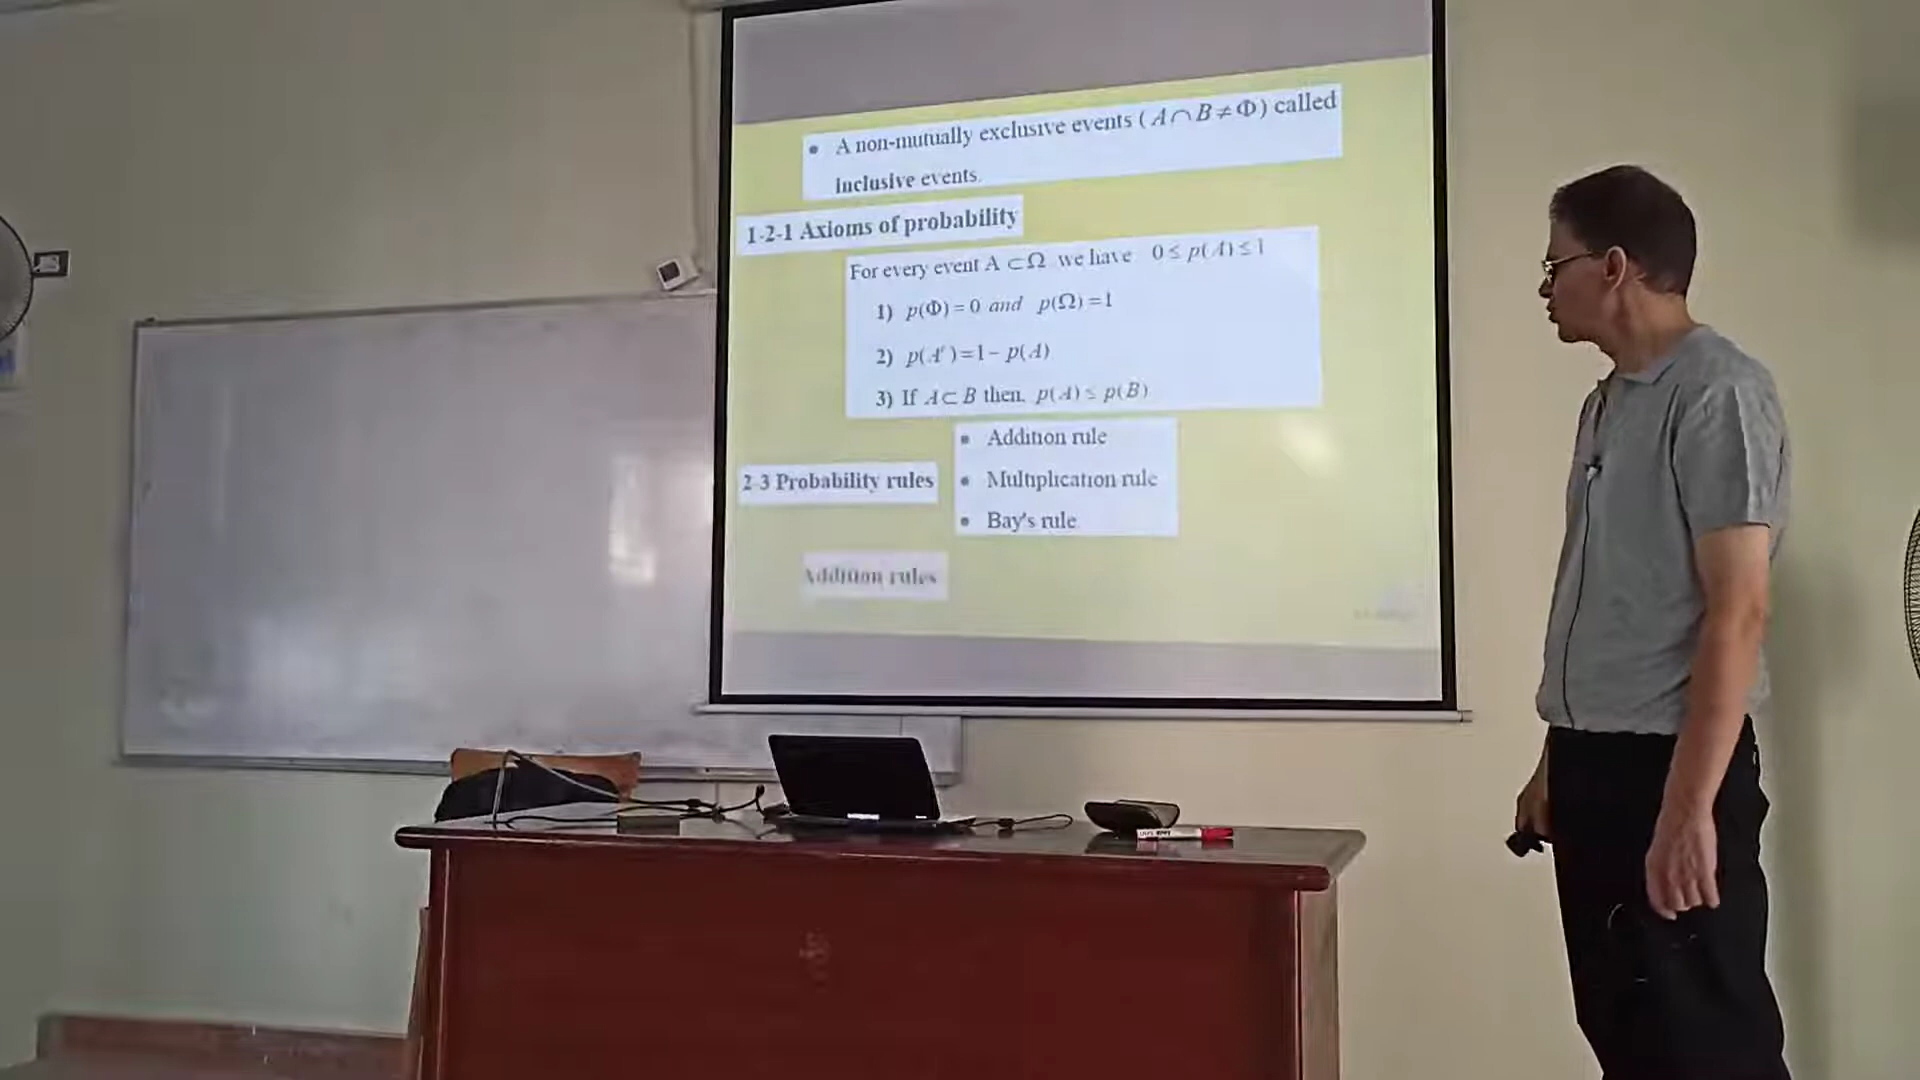 • A non-mutually exclusive events ( A ∩ B ≠ Φ ) called
inclusive events.
1-2-1 Axioms of probability
For every event A ⊂ Ω we have 0 ≤ p(A) ≤ 1
1) p(Φ) = 0 and p(Ω) = 1
2) p(A' ) = 1 − p(A)
3) If A ⊂ B then, p(A) ≤ p(B)
2-3 Probability rules
• Addition rule
• Multiplication rule
• Bay's rule
Addition rules